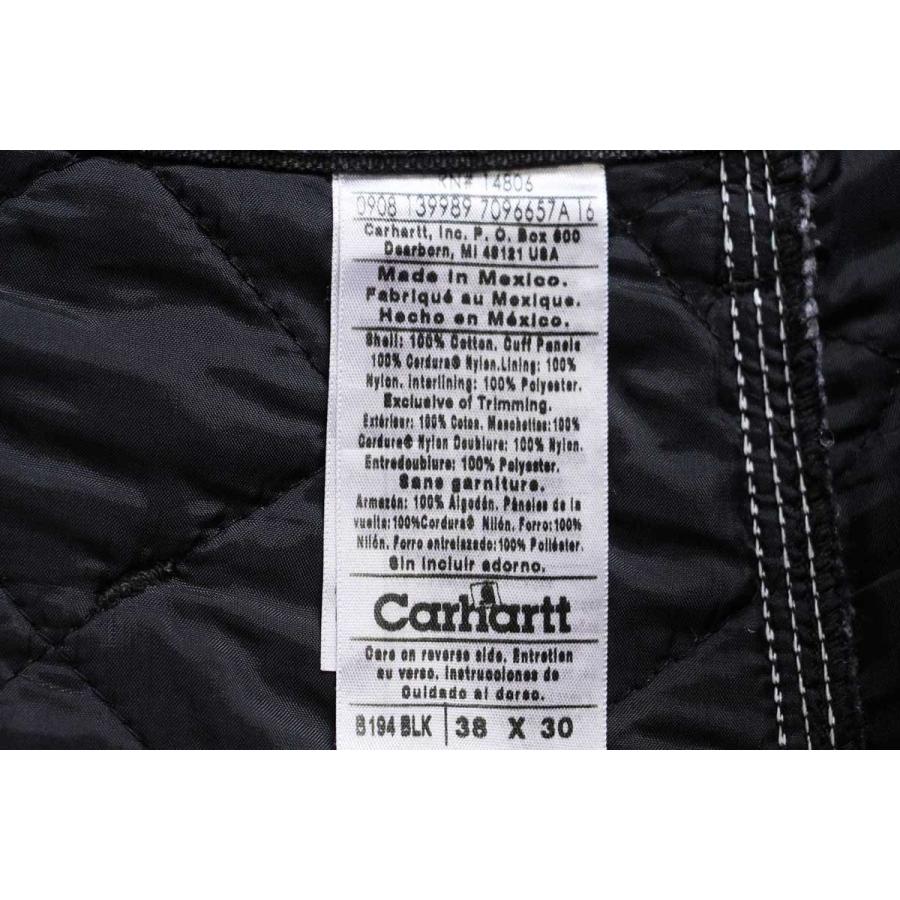 RN# 14806
0908 139989 7096657A 16
Carhartt, Inc. P. O. Box 600
Dearborn, MI 48121 USA
Made in Mexico.
Fabriqué au Mexique.
Hecho en México.
Shell: 100% Cotton. Cuff Panels
100% Cordura® Nylon.Lining: 100%
Nylon. Interlining: 100% Polyester.
Exclusive of Trimming.
Extérieur: 100% Coton. Manchettes:100%
Cordura® Nylon Doublure: 100% Nylon.
Entredoublure: 100% Polyester.
Sans garniture.
Armazón: 100% Algodón. Páneles de la
vuelta:100%Cordura® Nilón. Forro:100%
Nilón. Forro entrelazado:100% Poliéster.
Sin incluir adorno.
Carhartt
Care on reverse side. Entretien
au verso. Instrucciones de
Cuidado al dorso.
B194 BLK 38 X 30